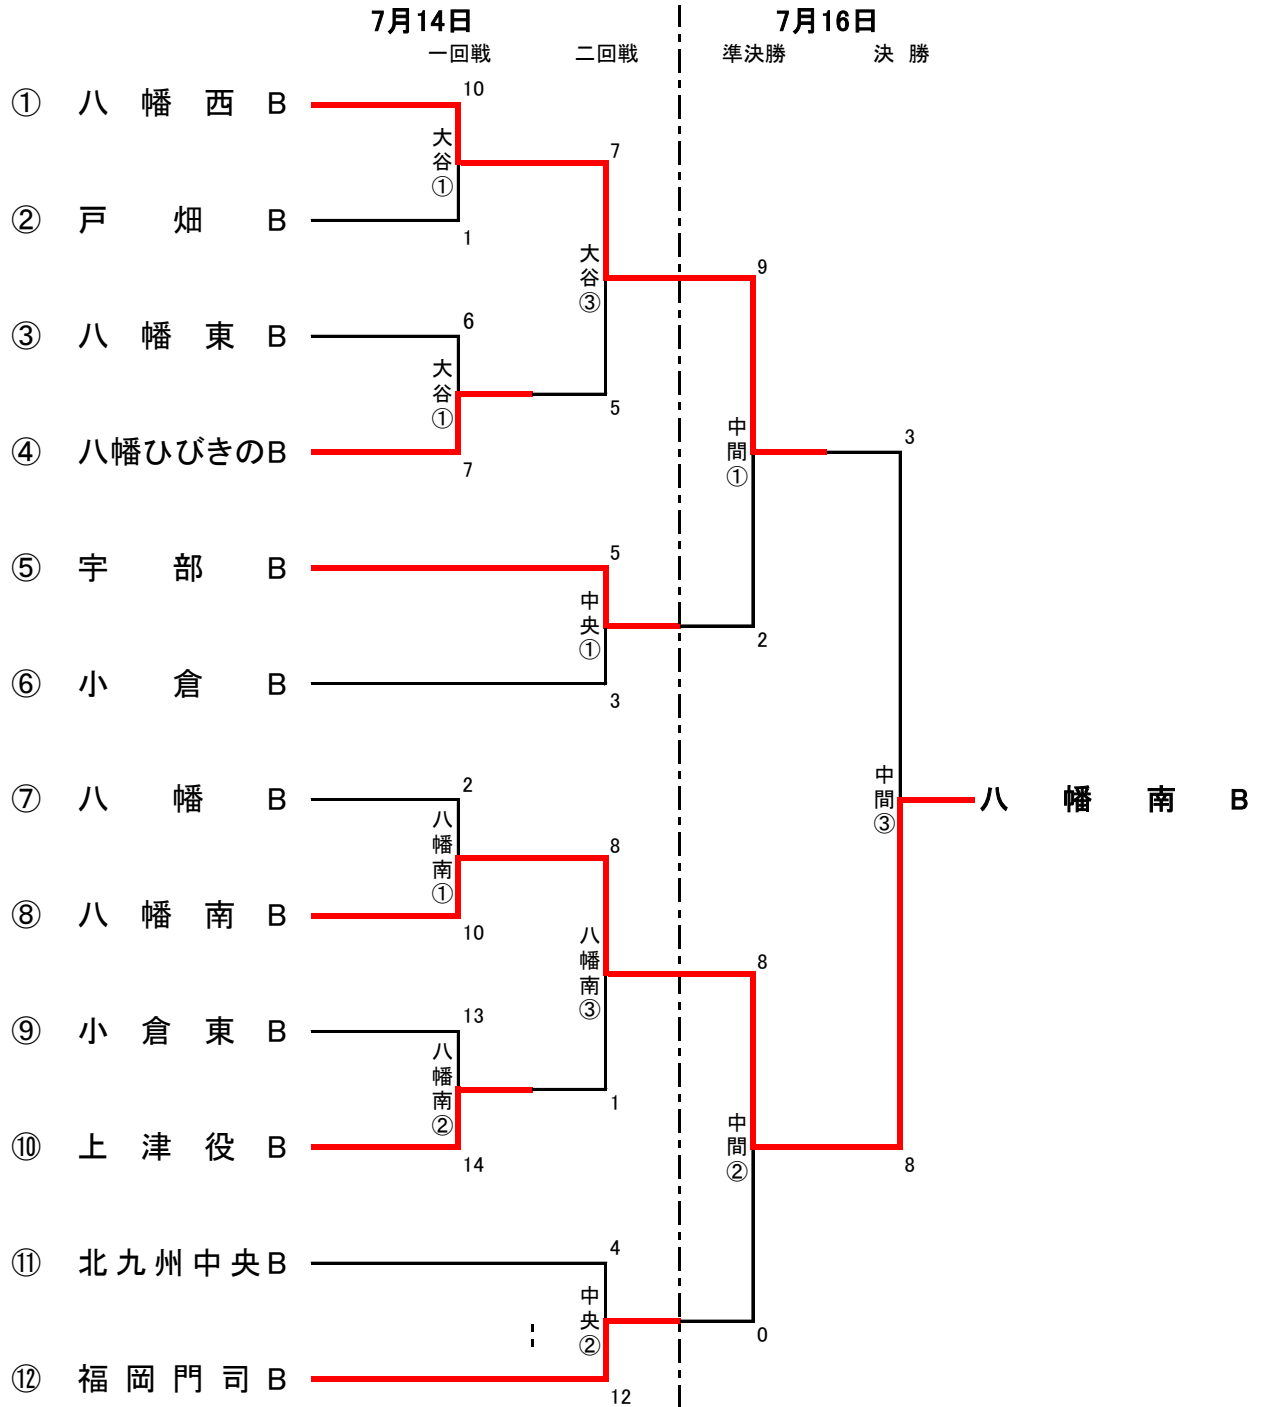 7月14日
7月16日
一回戦
二回戦
準決勝
決 勝
① 八 幡 西 B
10
大谷①
7
② 戸 畑 B
1
大谷③
9
③ 八 幡 東 B
6
大谷①
5
④ 八幡ひびきのB
7
中間①
3
⑤ 宇 部 B
5
中央①
2
⑥ 小 倉 B
3
⑦ 八 幡 B
2
八幡南①
8
中間③
八 幡 南 B
⑧ 八 幡 南 B
10
八幡南③
8
⑨ 小 倉 東 B
13
八幡南②
1
⑩ 上 津 役 B
14
中間②
8
⑪ 北九州中央B
4
中央②
0
⑫ 福岡門司B
12